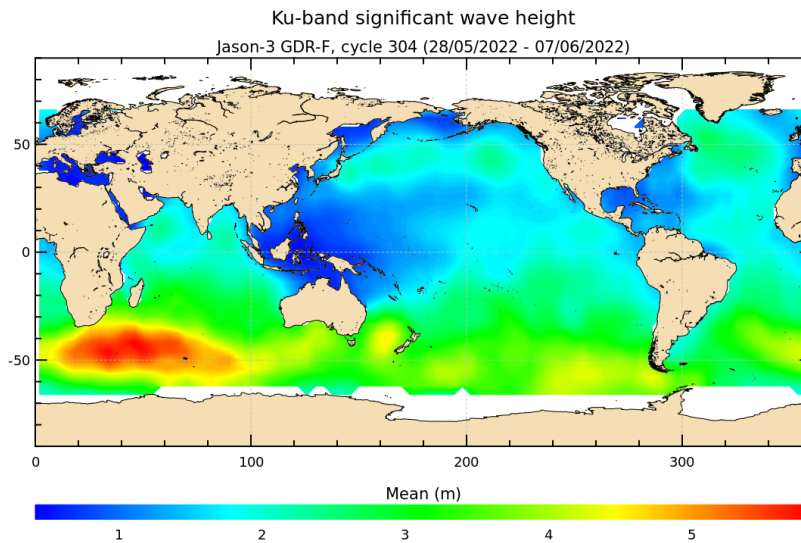 Ku-band significant wave height
Jason-3 GDR-F, cycle 304 (28/05/2022 - 07/06/2022)
50
0
-50
0 100 200 300
Mean (m)
1 2 3 4 5